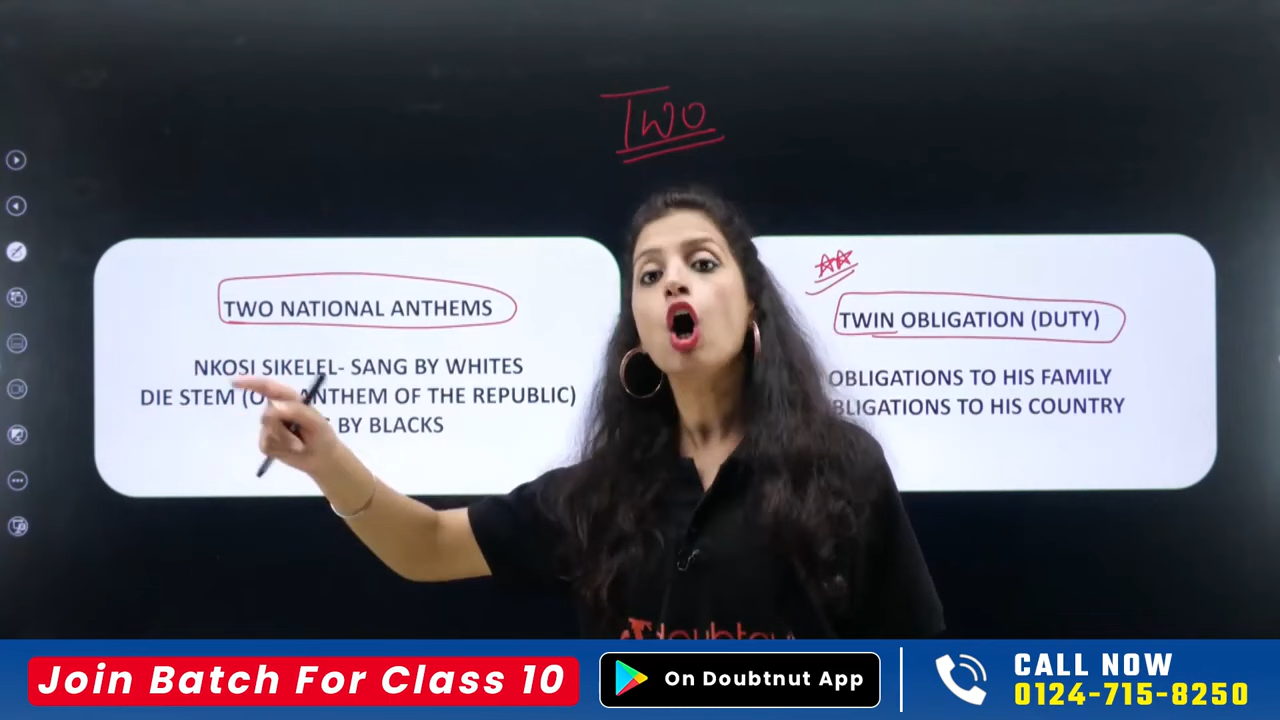 Two
TWO NATIONAL ANTHEMS
NKOSI SIKELEL- SANG BY WHITES
DIE STEM ANTHEM OF THE REPUBLIC)
BY BLACKS
TWIN OBLIGATION (DUTY)
OBLIGATIONS TO HIS FAMILY
OBLIGATIONS TO HIS COUNTRY
doubtnut
Join Batch For Class 10
On Doubtnut App
CALL NOW
0124-715-8250